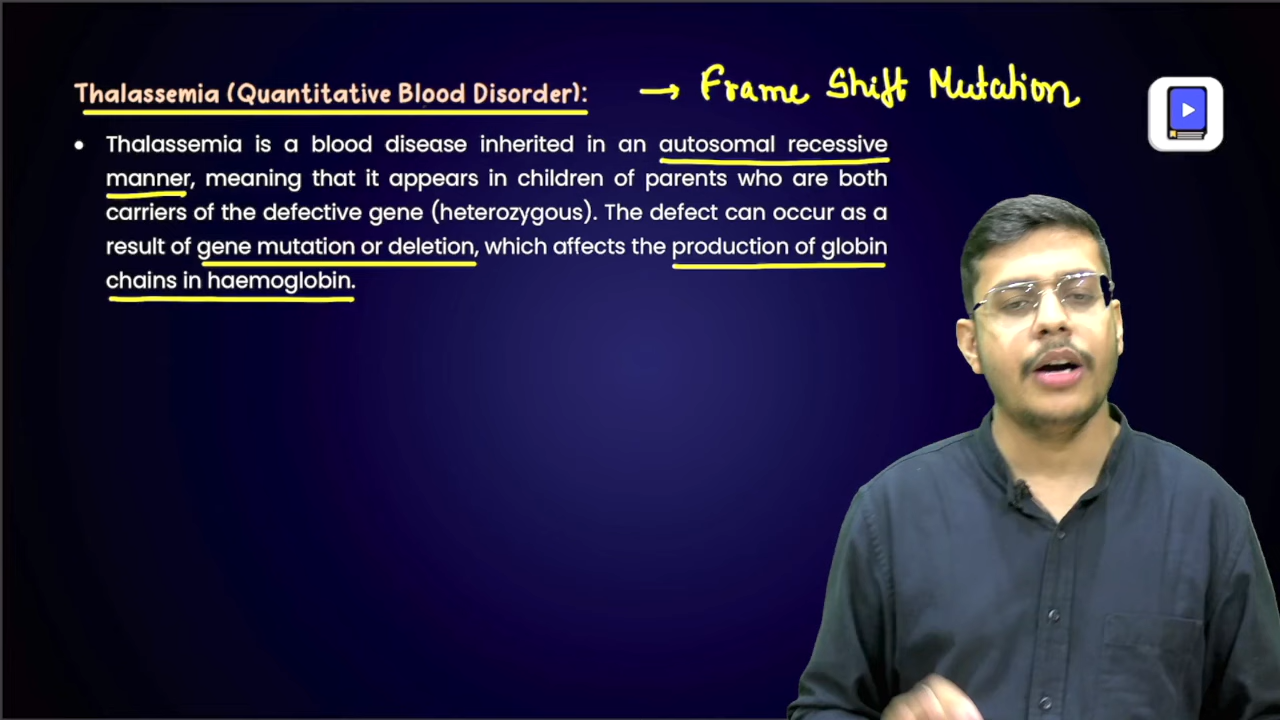 Thalassemia (Quantitative Blood Disorder): → Frame Shift Mutation
• Thalassemia is a blood disease inherited in an autosomal recessive
manner, meaning that it appears in children of parents who are both
carriers of the defective gene (heterozygous). The defect can occur as a
result of gene mutation or deletion, which affects the production of globin
chains in haemoglobin.